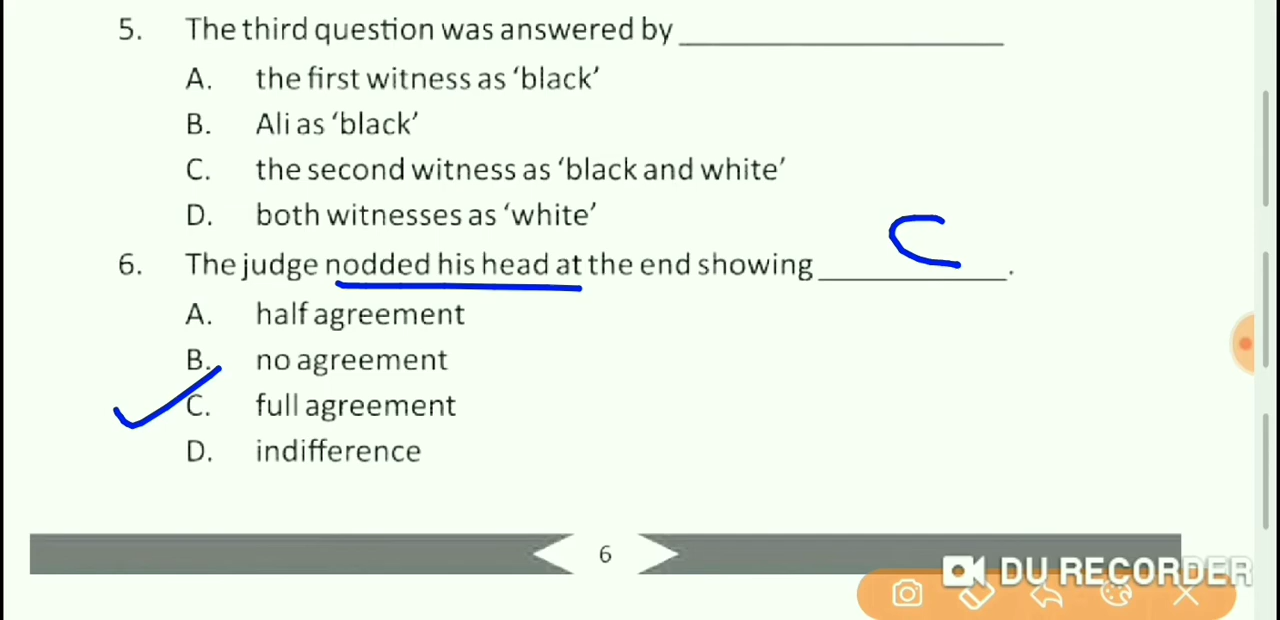 5. The third question was answered by ____________________
A. the first witness as ‘black’
B. Ali as ‘black’
C. the second witness as ‘black and white’
D. both witnesses as ‘white’
C
6. The judge nodded his head at the end showing ____________.
A. half agreement
B. no agreement
C. full agreement
D. indifference
6
DU RECORDER